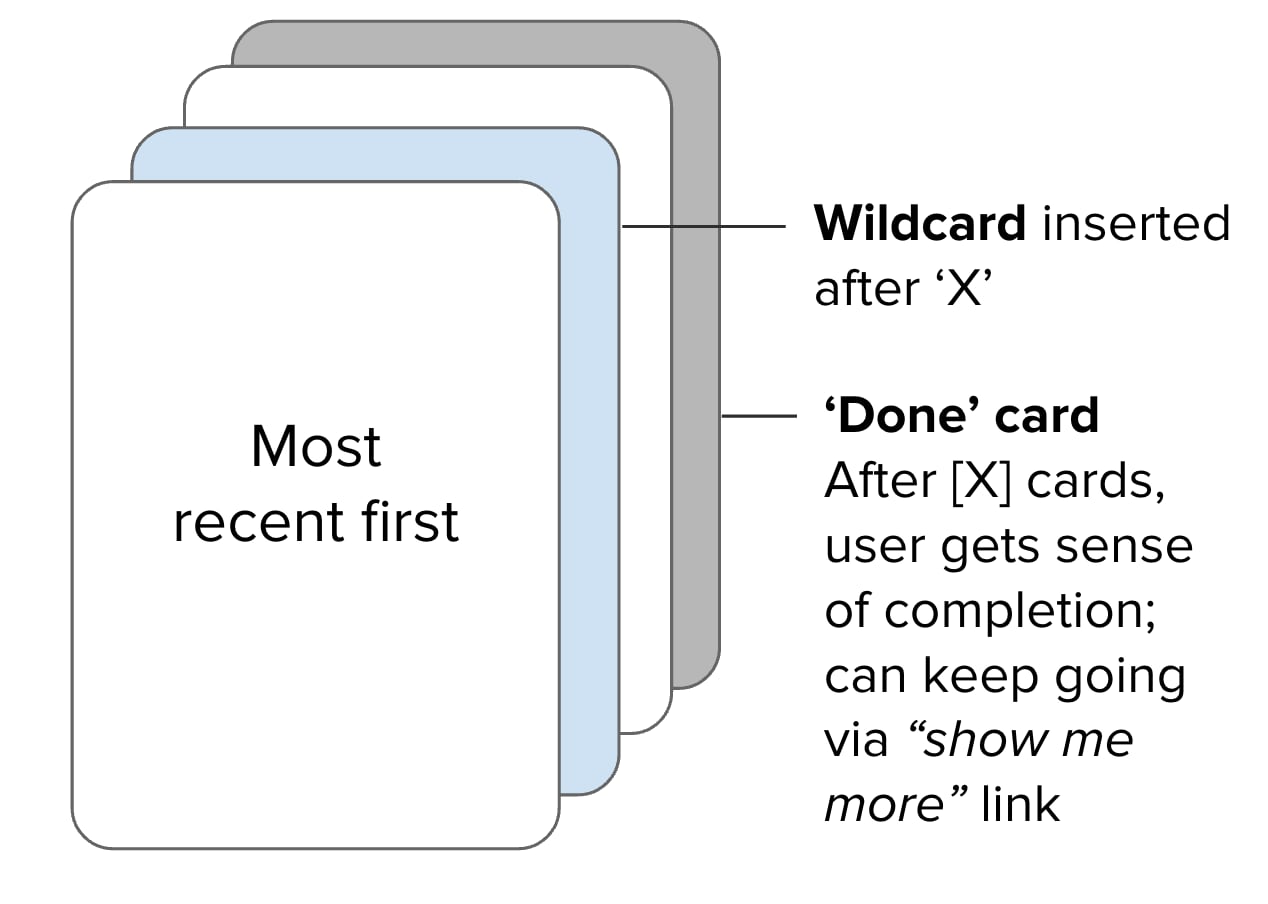 Most
recent first
Wildcard inserted
after ‘X’
‘Done’ card
After [X] cards,
user gets sense
of completion;
can keep going
via “show me
more” link